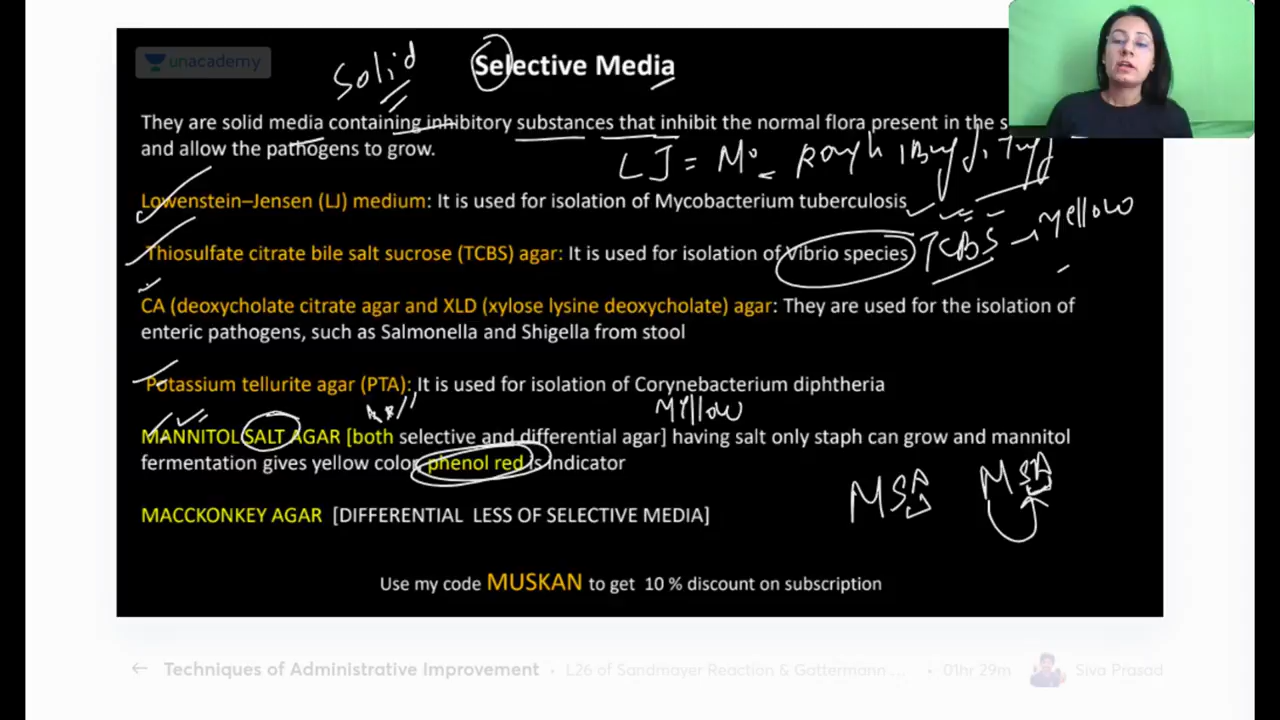 unacademy
Solid
Selective Media
They are solid media containing inhibitory substances that inhibit the normal flora present in the s
and allow the pathogens to grow.
LJ = Mo Rough, Buff, Tuff
Lowenstein–Jensen (LJ) medium: It is used for isolation of Mycobacterium tuberculosis
Thiosulfate citrate bile salt sucrose (TCBS) agar: It is used for isolation of Vibrio species
TCBS → yellow
CA (deoxycholate citrate agar and XLD (xylose lysine deoxycholate) agar: They are used for the isolation of
enteric pathogens, such as Salmonella and Shigella from stool
Potassium tellurite agar (PTA): It is used for isolation of Corynebacterium diphtheria
MANNITOL SALT AGAR [both selective and differential agar] having salt only staph can grow and mannitol
fermentation gives yellow color, phenol red is Indicator
MSA MSA
MACCKONKEY AGAR [DIFFERENTIAL LESS OF SELECTIVE MEDIA]
Use my code MUSKAN to get 10 % discount on subscription
Techniques of Administrative Improvement • L26 of Sandmayer Reaction & Gattermann ... • 01hr 29m Siva Prasad